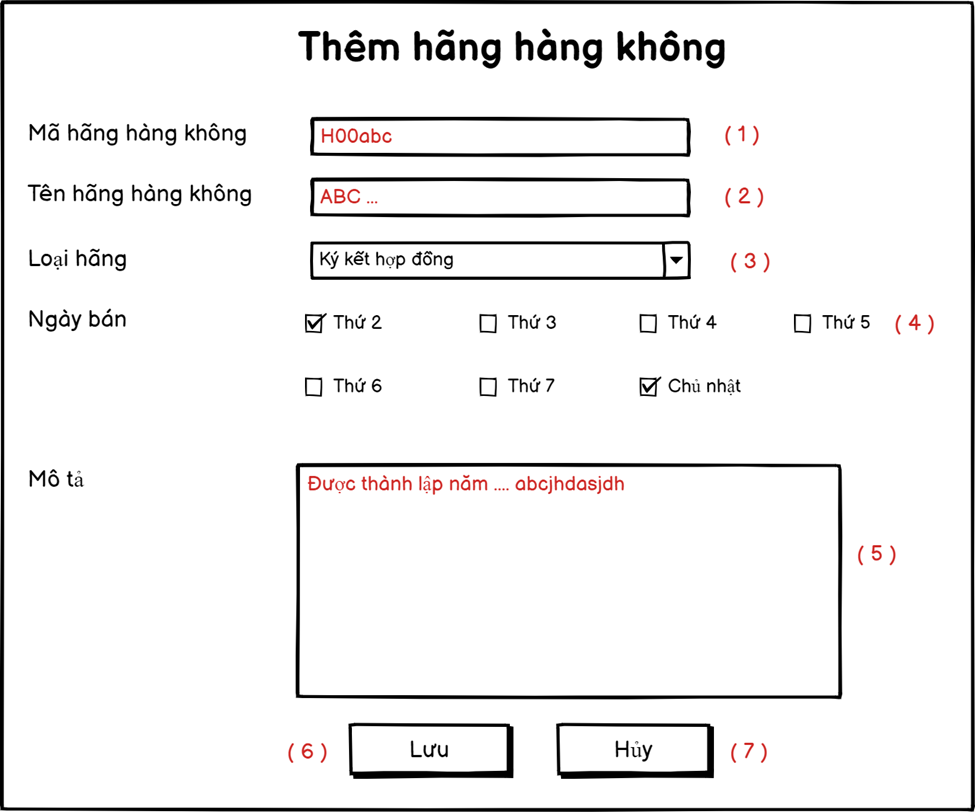 Thêm hãng hàng không
Mã hãng hàng không H00abc ( 1 )
Tên hãng hàng không ABC ... ( 2 )
Loại hãng Ký kết hợp đồng ( 3 )
Ngày bán Thứ 2 Thứ 3 Thứ 4 Thứ 5 ( 4 )
Thứ 6 Thứ 7 Chủ nhật
Mô tả Được thành lập năm .... abcjhdasjdh
( 5 )
( 6 ) Lưu Hủy ( 7 )